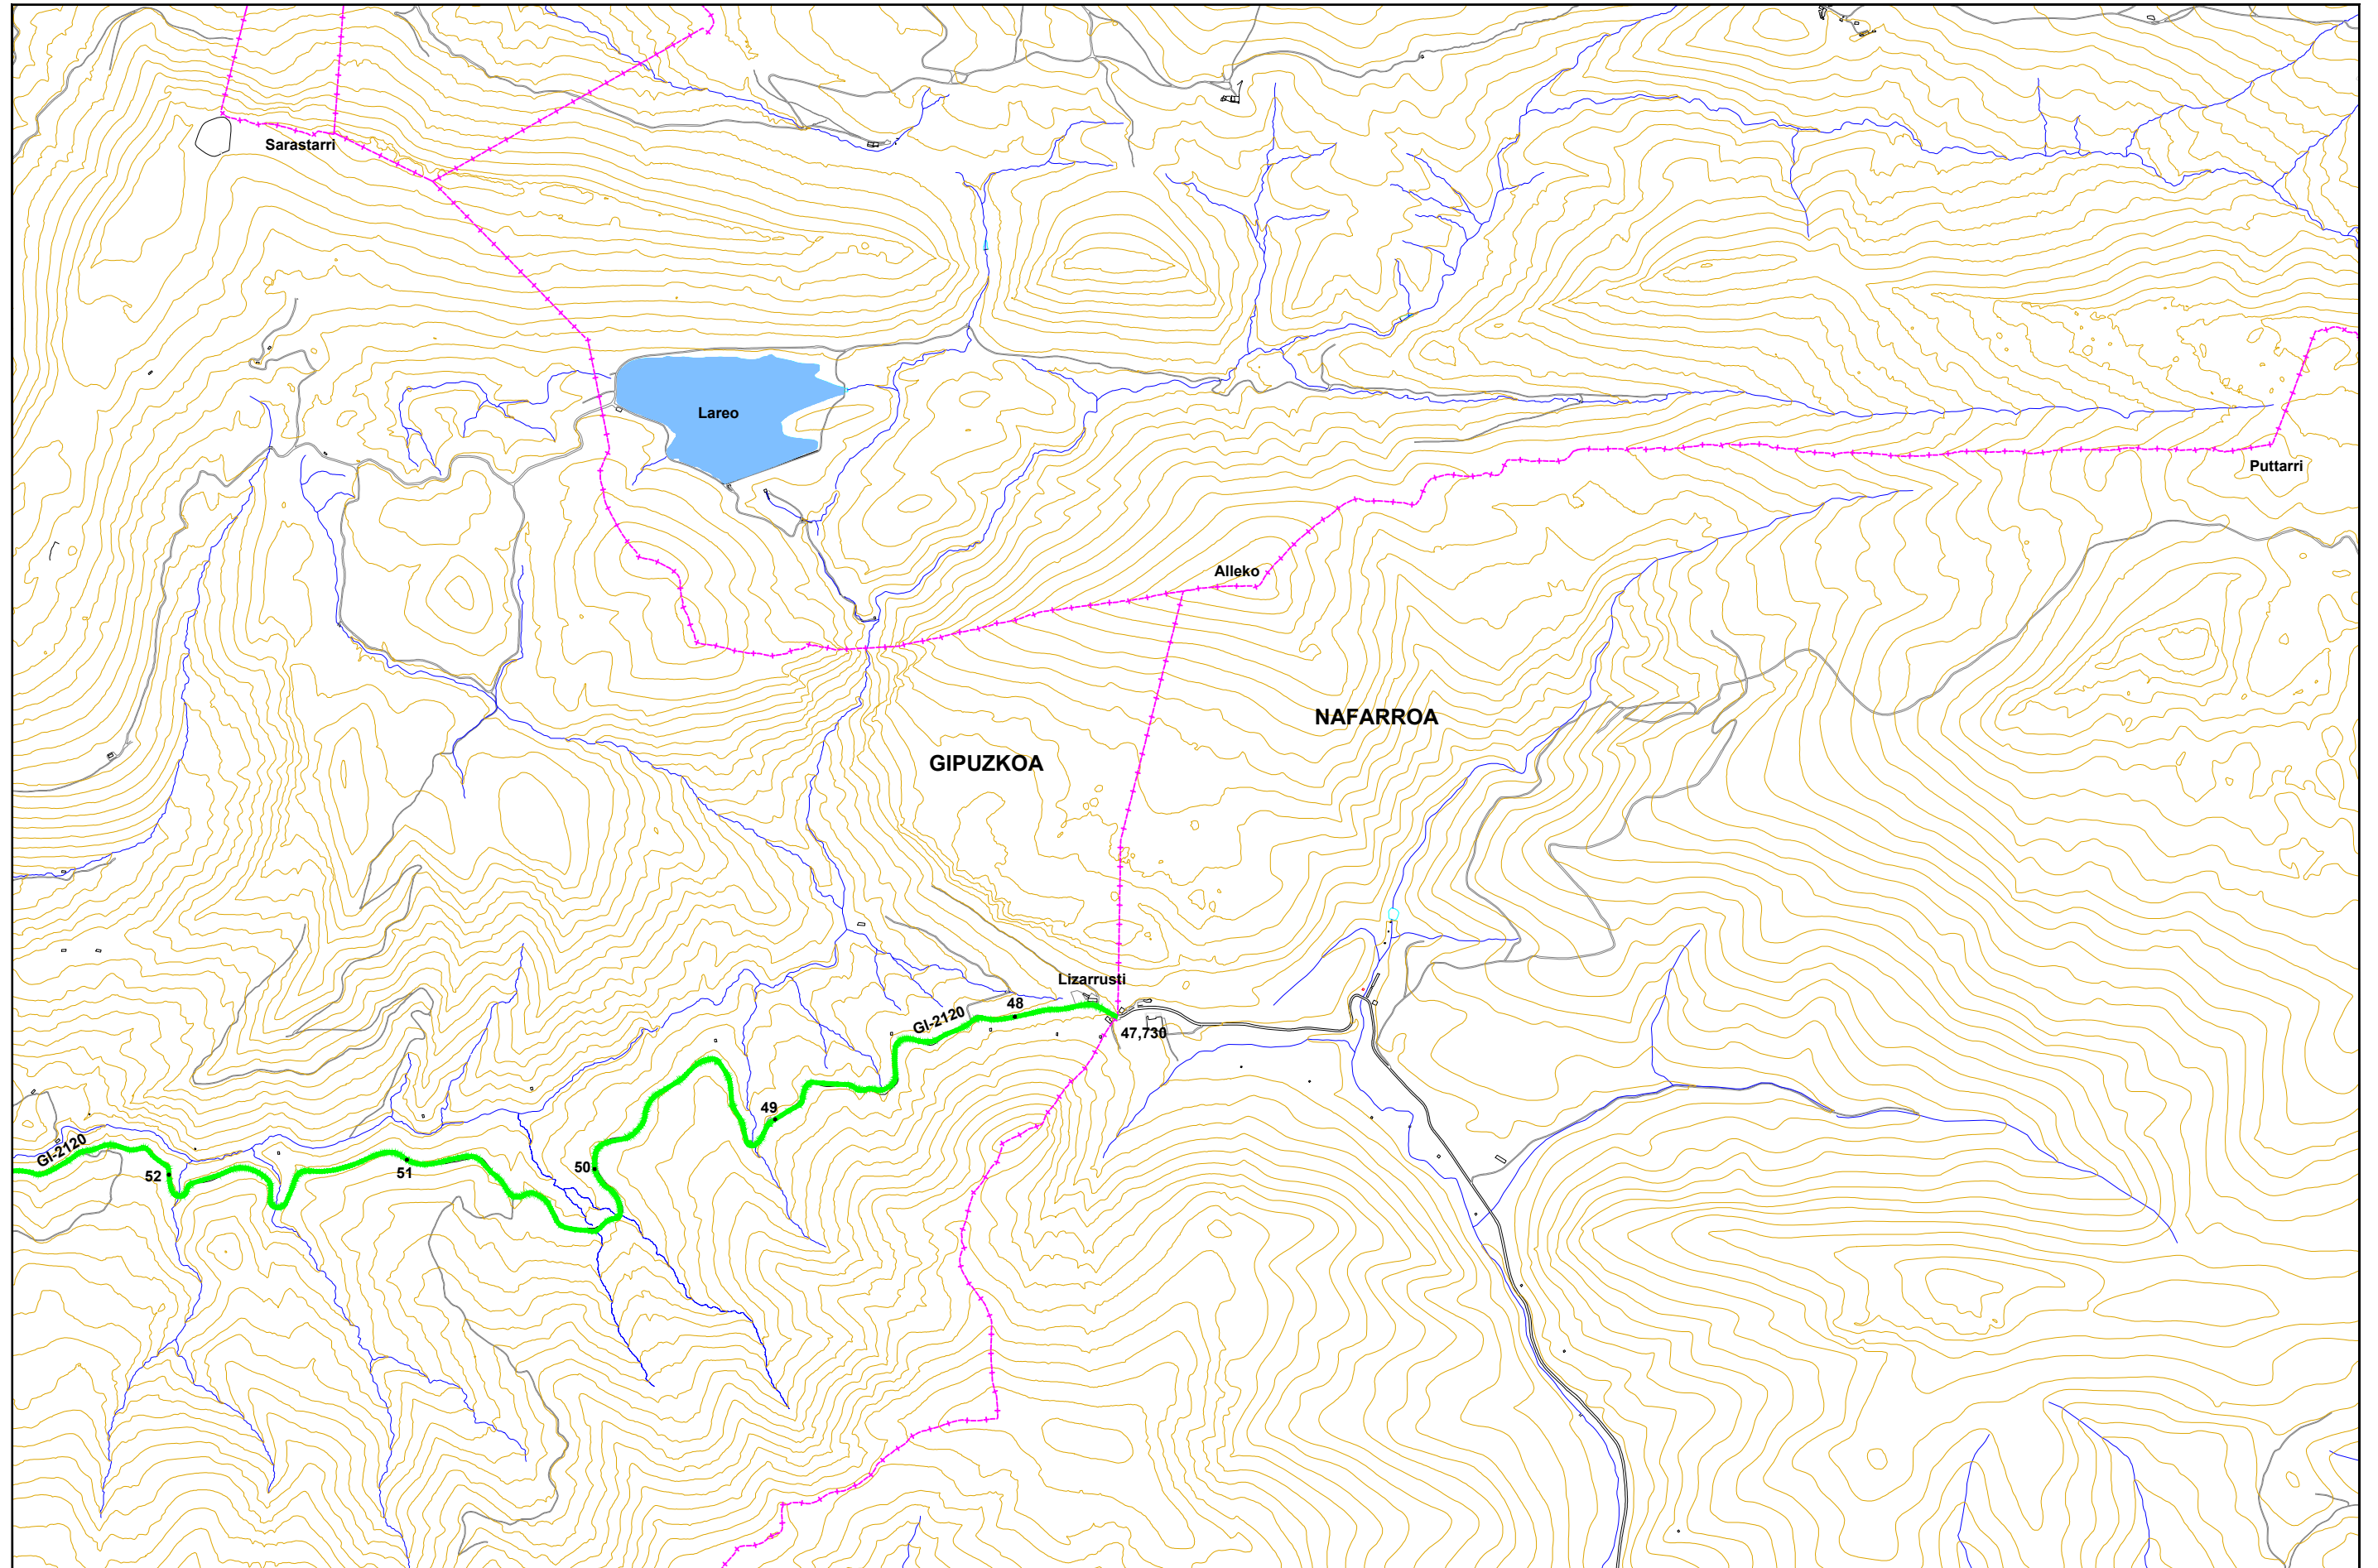 Sarastarri
Lareo
Puttarri
Alleko
NAFARROA
GIPUZKOA
Lizarrusti
48
GI-2120
47,730
49
GI-2120
50
51
52